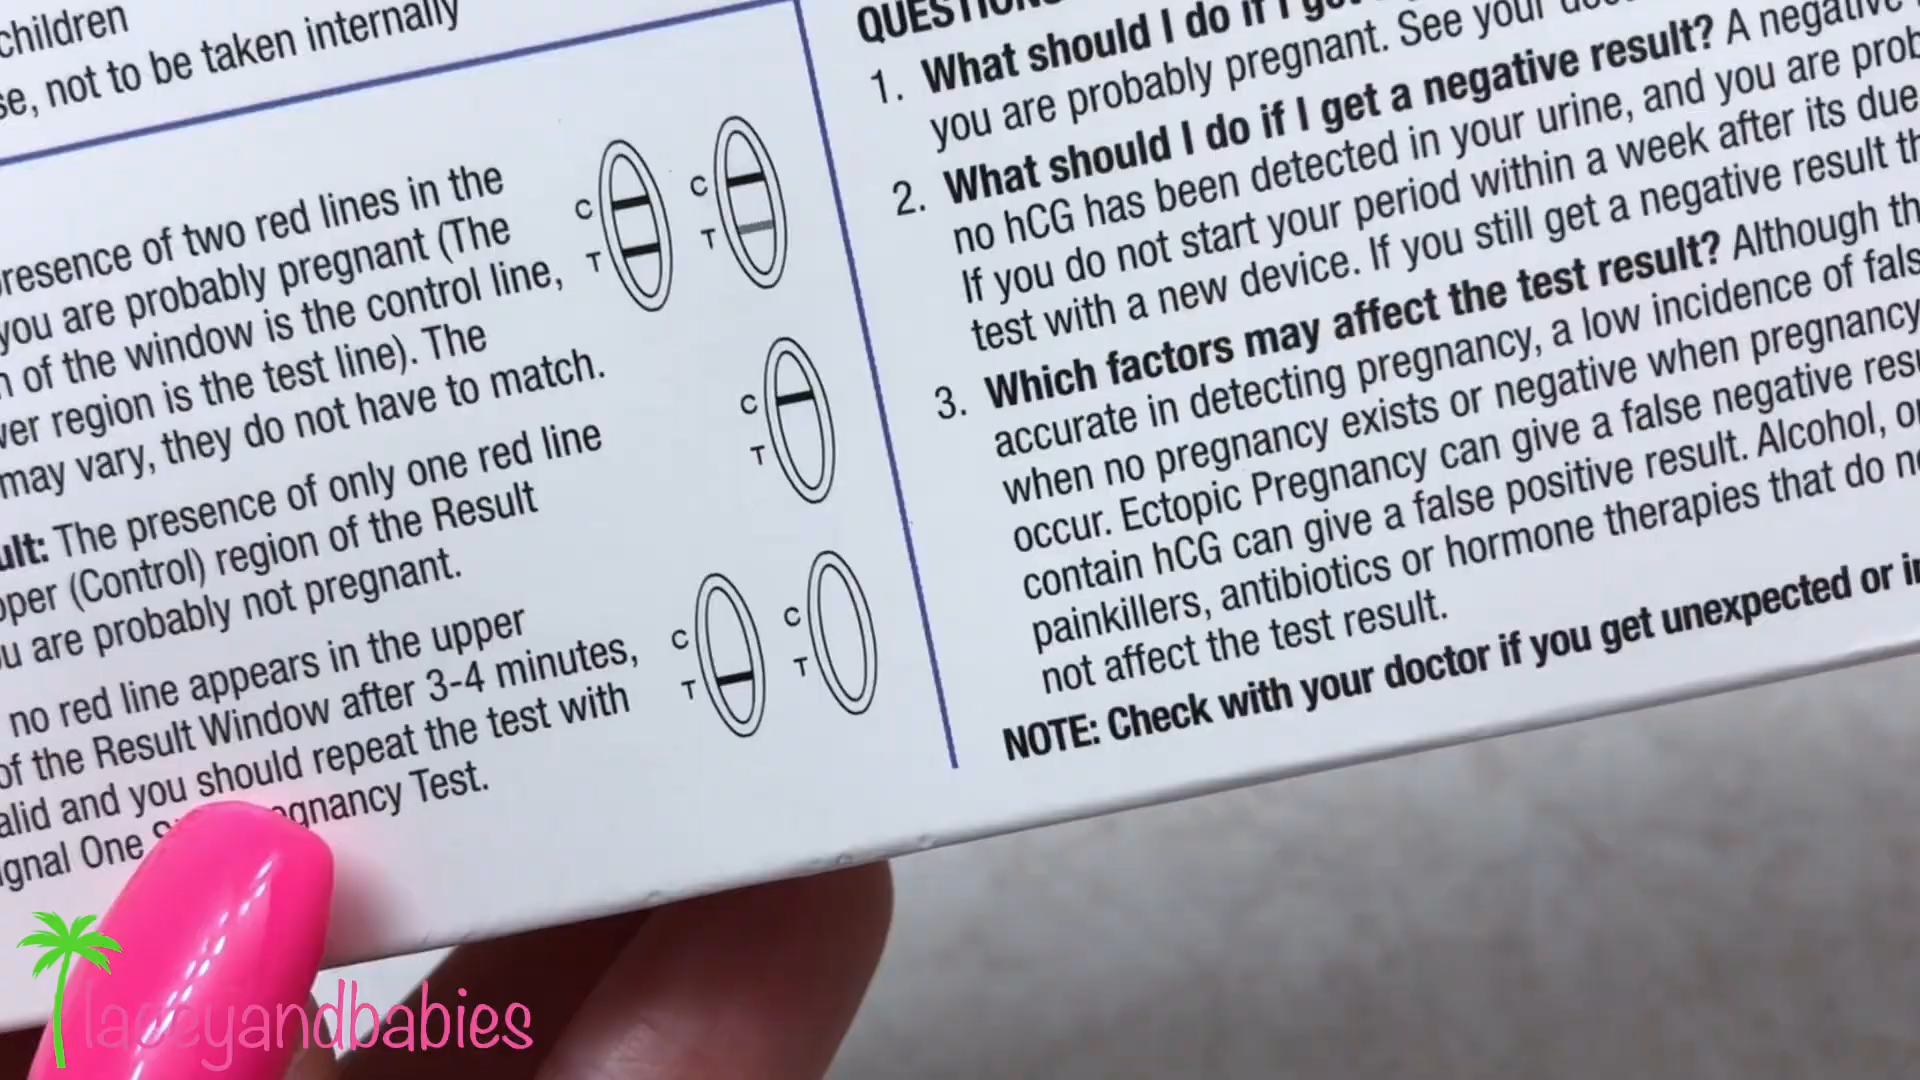 children
se, not to be taken internally
resence of two red lines in the
you are probably pregnant (The
of the window is the control line,
er region is the test line). The
may vary, they do not have to match.
ult: The presence of only one red line
pper (Control) region of the Result
u are probably not pregnant.
no red line appears in the upper
of the Result Window after 3-4 minutes,
alid and you should repeat the test with
ignal One gnancy Test.
C
T
C
T
C
T
C
T
C
T
QUESTION
1. What should I do if I get
you are probably pregnant. See your
2. What should I do if I get a negative result? A negative
no hCG has been detected in your urine, and you are prob
If you do not start your period within a week after its due
test with a new device. If you still get a negative result th
3. Which factors may affect the test result? Although th
accurate in detecting pregnancy, a low incidence of fals
when no pregnancy exists or negative when pregnancy
occur. Ectopic Pregnancy can give a false negative resu
contain hCG can give a false positive result. Alcohol, o
painkillers, antibiotics or hormone therapies that do no
not affect the test result.
NOTE: Check with your doctor if you get unexpected or in
laceyandbabies